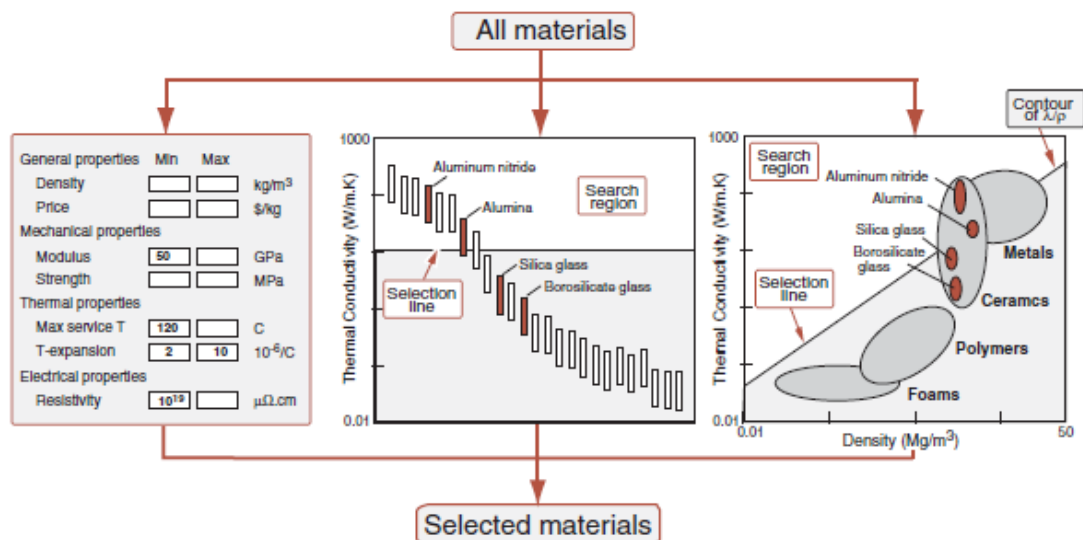 All materials
General properties Min Max
Density kg/m³
Price $/kg
Mechanical properties
Modulus 50 GPa
Strength MPa
Thermal properties
Max service T 120 C
T-expansion 2 10 10⁻⁶/C
Electrical properties
Resistivity 10¹⁹ μΩ.cm
Thermal Conductivity (W/m.K)
1000
0.01
Aluminum nitride
Alumina
Search
region
Selection
line
Silica glass
Borosilicate glass
Contour
of λ/ρ
Thermal Conductivity (W/m.K)
1000
0.01
Search
region
Aluminum nitride
Alumina
Silica glass
Borosilicate
glass
Metals
Selection
line
Ceramcs
Polymers
Foams
0.01
50
Density (Mg/m³)
Selected materials